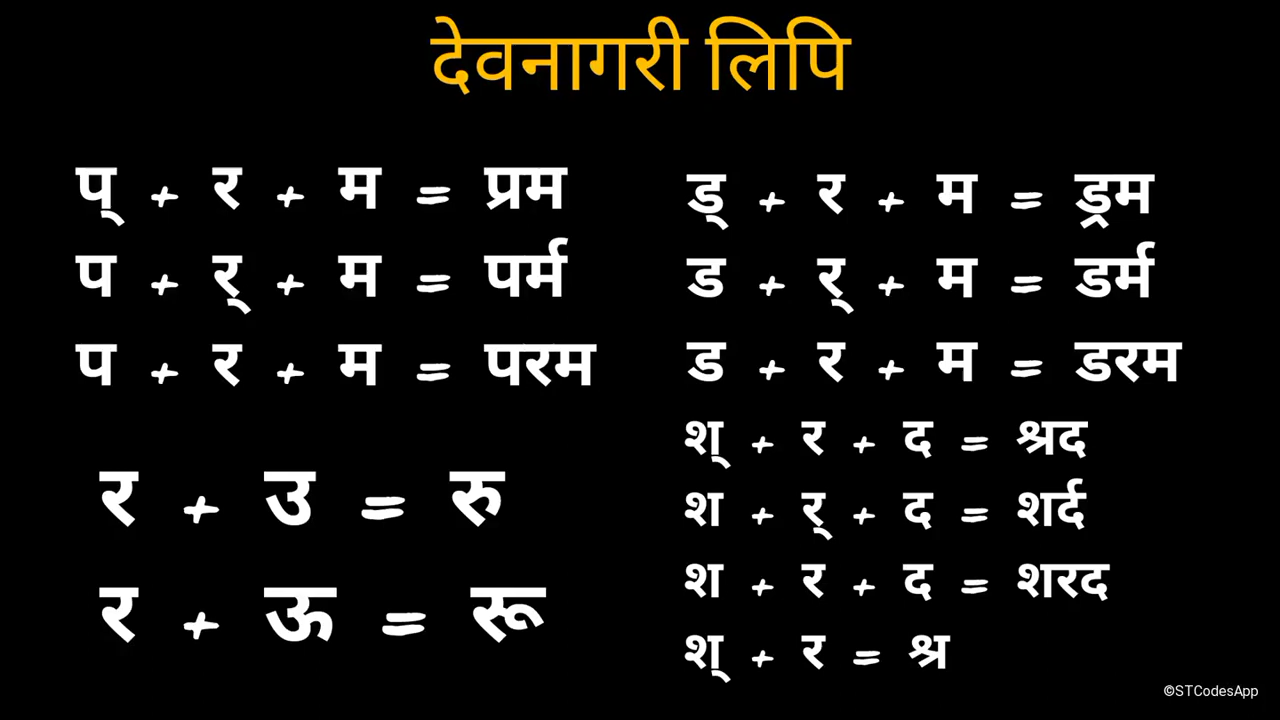 देवनागरी लिपि
प् + र + म = प्रम
प + र् + म = पर्म
प + र + म = परम
र + उ = रु
र + ऊ = रू
ड् + र + म = ड्रम
ड + र् + म = डर्म
ड + र + म = डरम
श् + र + द = श्रद
श + र् + द = शर्द
श + र + द = शरद
श् + र = श्र
©STCodesApp